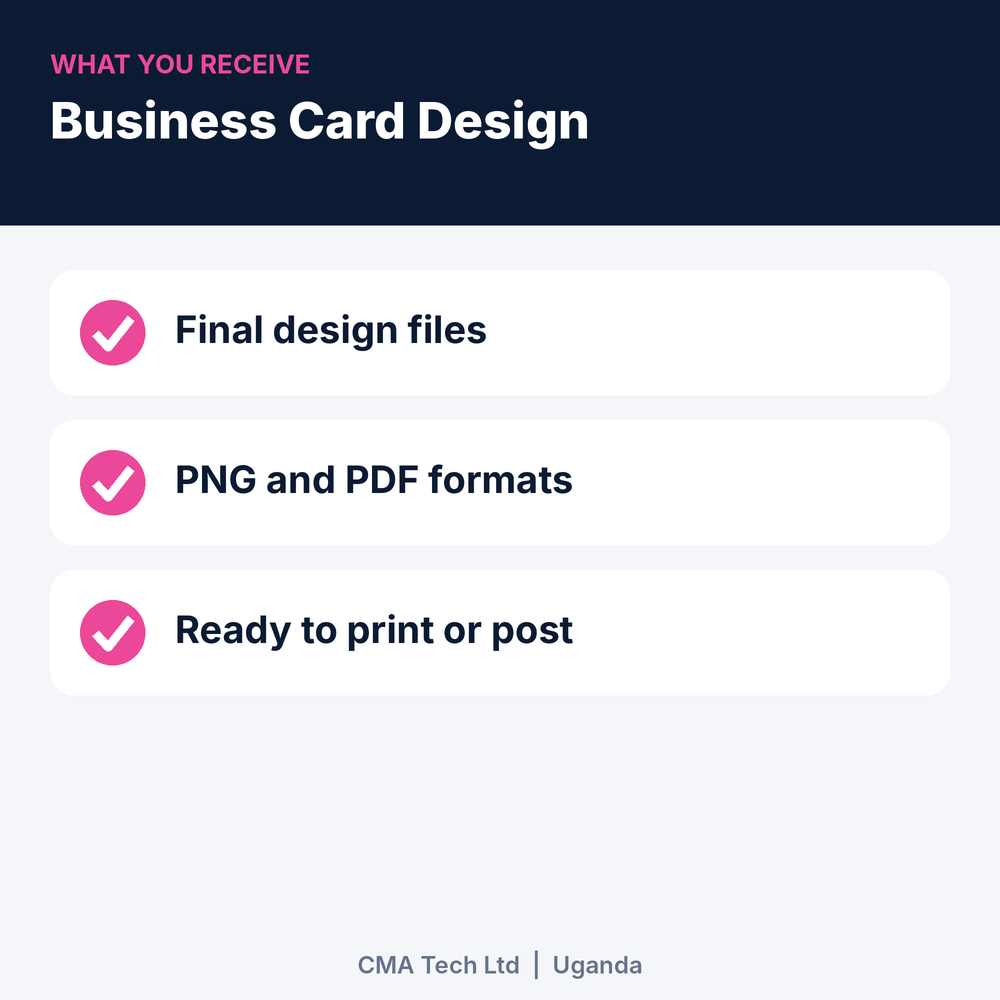 WHAT YOU RECEIVE
Business Card Design
Final design files
PNG and PDF formats
Ready to print or post
CMA Tech Ltd | Uganda